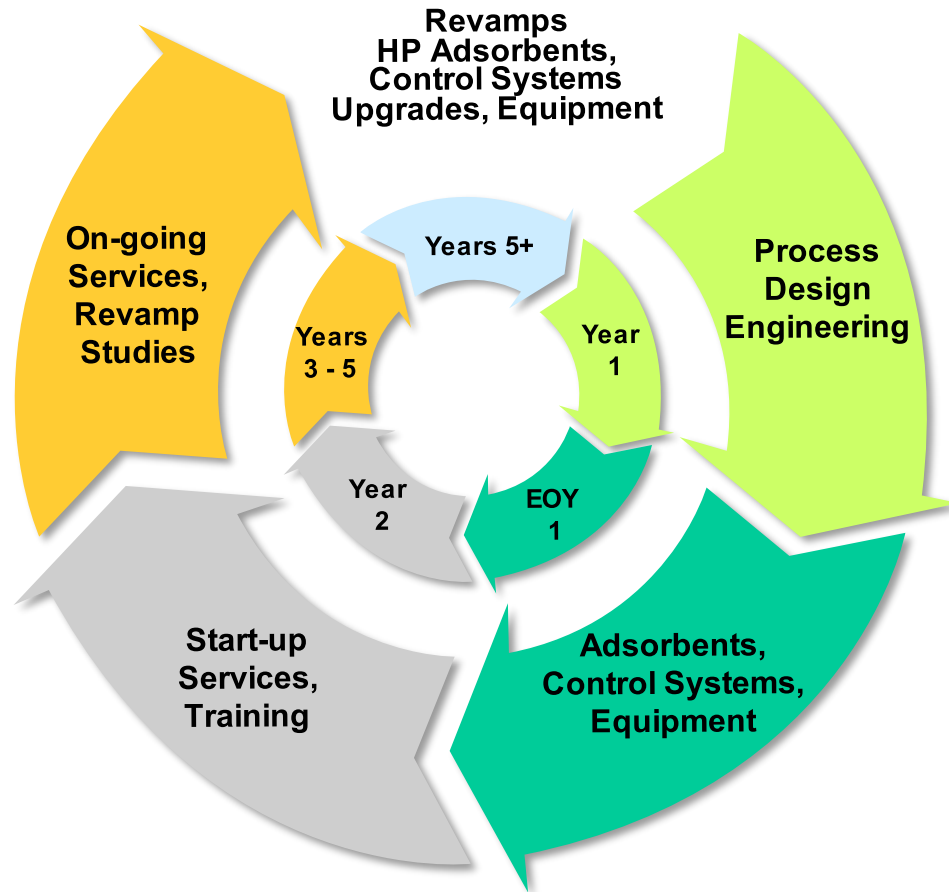 Revamps
HP Adsorbents,
Control Systems
Upgrades, Equipment
Process
Design
Engineering
Adsorbents,
Control Systems,
Equipment
Start-up
Services,
Training
On-going
Services,
Revamp
Studies
Years 5+
Year
1
EOY
1
Year
2
Years
3 - 5